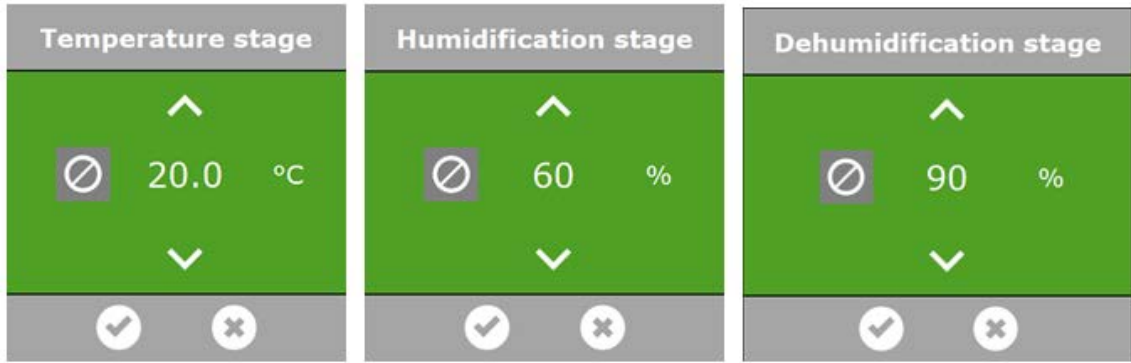 Temperature stage
20.0 °C
Humidification stage
60 %
Dehumidification stage
90 %